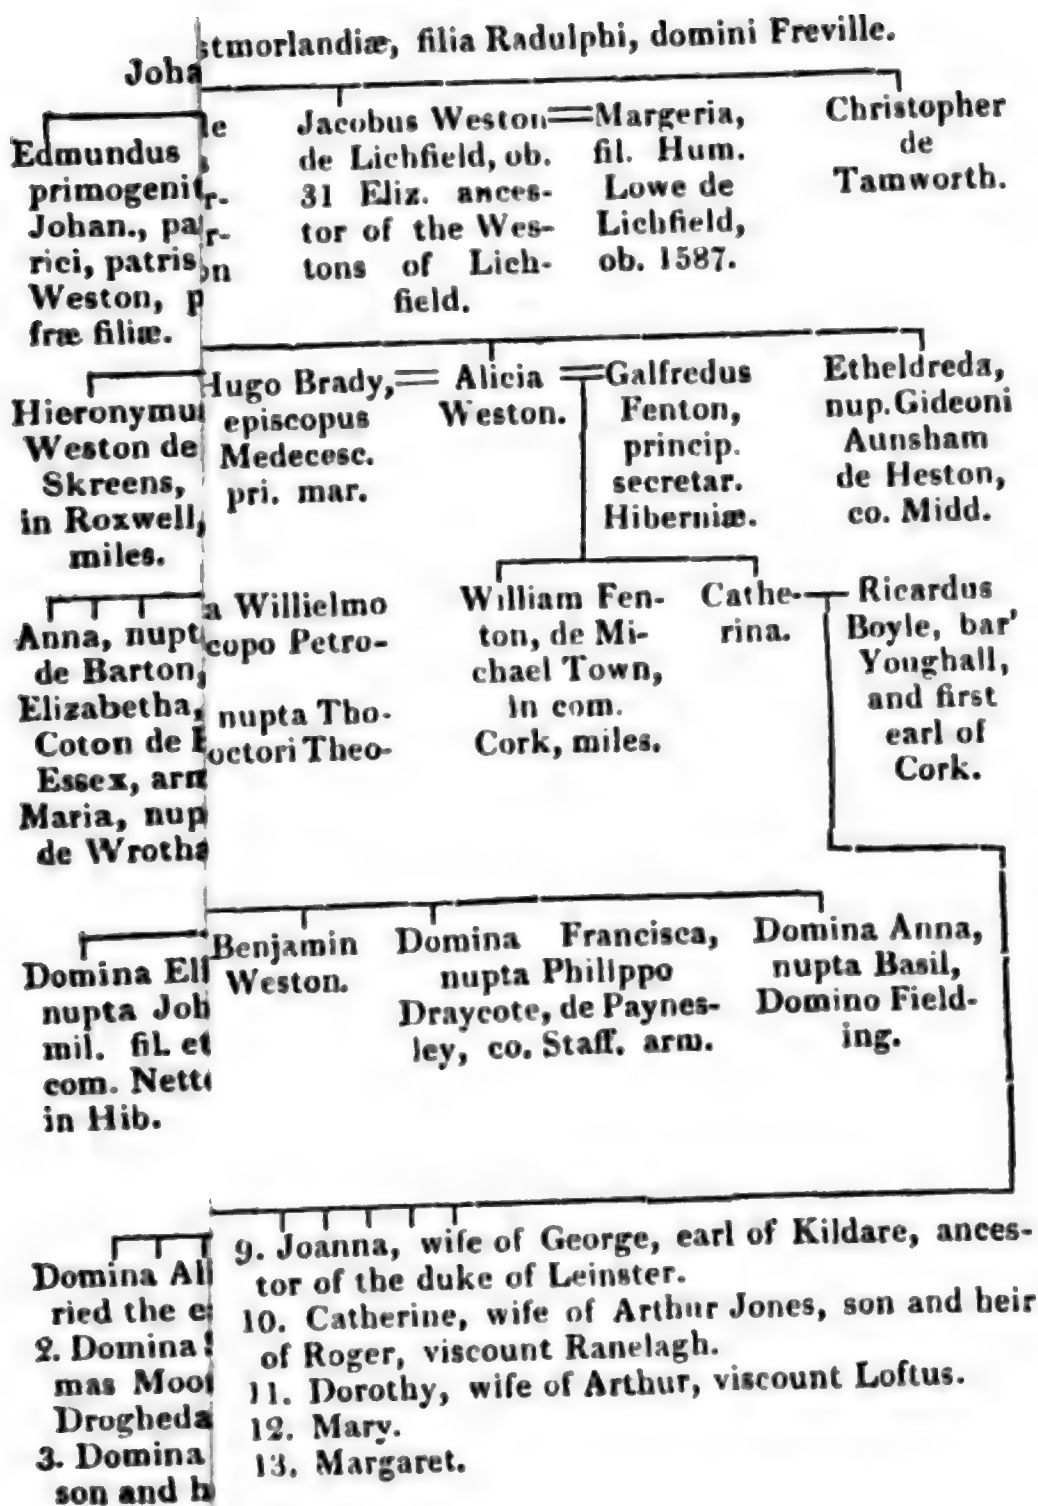 stmorlandiæ, filia Radulphi, domini Freville.
Joha
Edmundus
primogenit
Johan., pa
rici, patris
Weston, p
fræ filiæ.
le
r-
r-
on
Jacobus Weston
de Lichfield, ob.
31 Eliz. ances-
tor of the Wes-
tons of Lich-
field.
Margeria,
fil. Hum.
Lowe de
Lichfield,
ob. 1587.
Christopher
de
Tamworth.
Hieronymu
Weston de
Skreens,
in Roxwell,
miles.
Hugo Brady,
episcopus
Medecesc.
pri. mar.
Alicia
Weston.
Galfredus
Fenton,
princip.
secretar.
Hiberniæ.
Etheldreda,
nup. Gideoni
Aunsham
de Heston,
co. Midd.
Anna, nupt
de Barton,
Elizabetha,
Coton de
Essex, arm
Maria, nup
de Wrotha
a Willielmo
copo Petro-
nupta Tho-
octori Theo-
William Fen-
ton, de Mi-
chael Town,
in com.
Cork, miles.
Cathe-
rina.
Ricardus
Boyle, bar'
Youghall,
and first
earl of
Cork.
Domina Eli
nupta Joh
mil. fil. et
com. Nette
in Hib.
Benjamin
Weston.
Domina Francisca,
nupta Philippo
Draycote, de Paynes-
ley, co. Staff. arm.
Domina Anna,
nupta Basil,
Domino Field-
ing.
Domina Al
ried the e
2. Domina
mas Moo
Drogheda
3. Domina
son and h
9. Joanna, wife of George, earl of Kildare, ances-
tor of the duke of Leinster.
10. Catherine, wife of Arthur Jones, son and heir
of Roger, viscount Ranelagh.
11. Dorothy, wife of Arthur, viscount Loftus.
12. Mary.
13. Margaret.